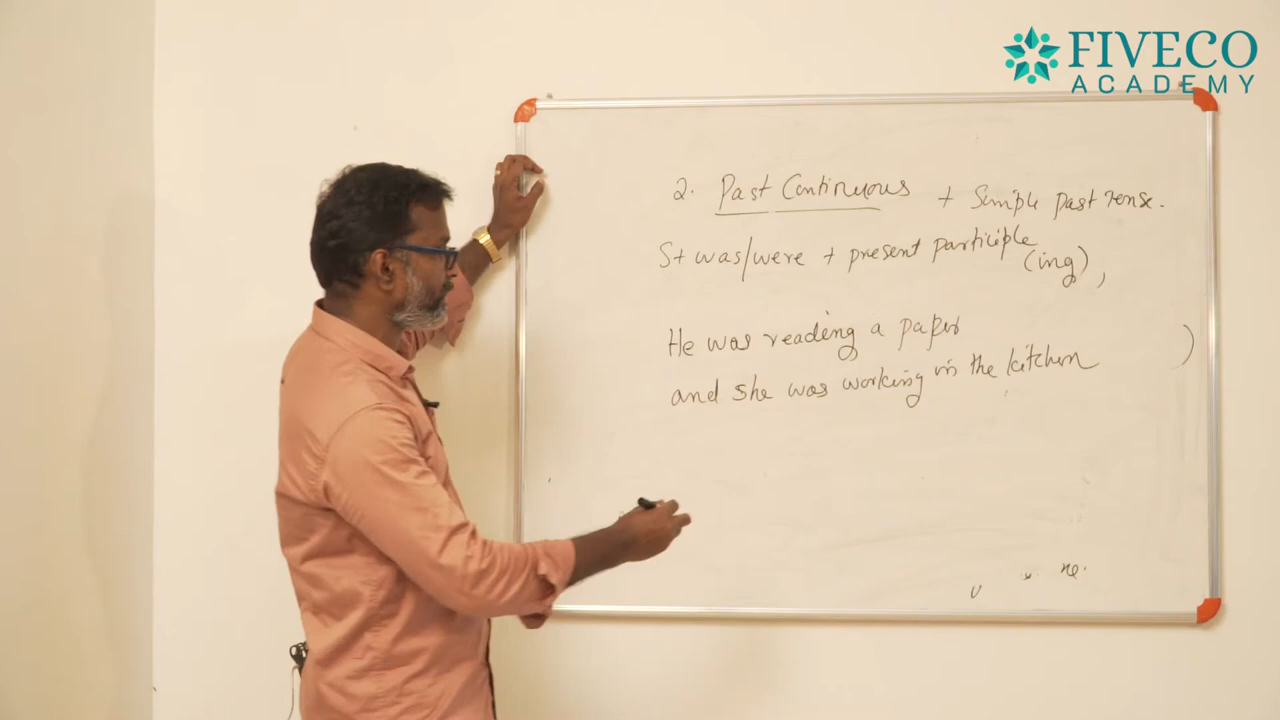 FIVECO
ACADEMY
2. Past Continuous + Simple past tense.
S+ was/were + present participle
(ing),
He was reading a paper )
and she was working in the kitchen